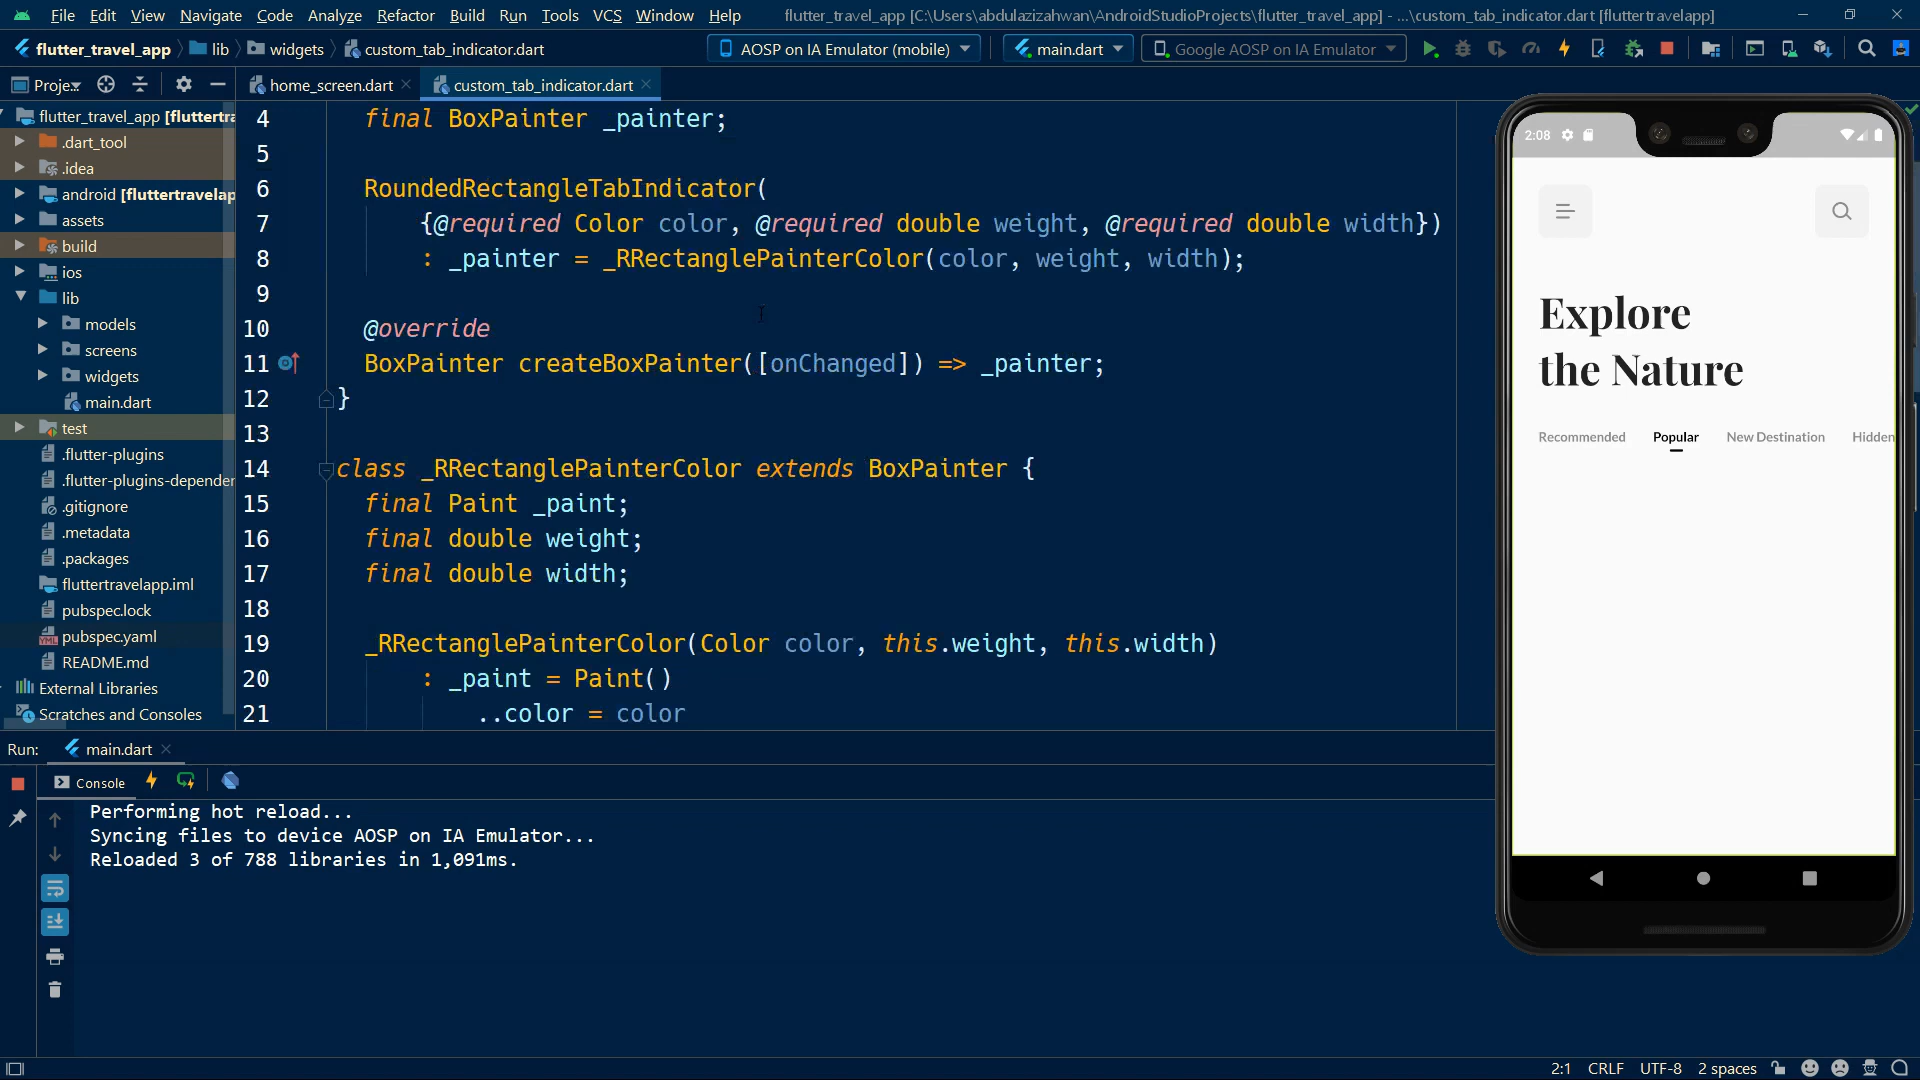 File Edit View Navigate Code Analyze Refactor Build Run Tools VCS Window Help flutter_travel_app [C:\Users\abdulazizahwan\AndroidStudioProjects\flutter_travel_app] - ...\custom_tab_indicator.dart [fluttertravelapp]
flutter_travel_app lib widgets custom_tab_indicator.dart AOSP on IA Emulator (mobile) main.dart Google AOSP on IA Emulator
Proje... home_screen.dart custom_tab_indicator.dart
flutter_travel_app [fluttertra
.dart_tool
.idea
android [fluttertravelap
assets
build
ios
lib
models
screens
widgets
main.dart
test
.flutter-plugins
.flutter-plugins-depender
.gitignore
.metadata
.packages
fluttertravelapp.iml
pubspec.lock
pubspec.yaml
README.md
External Libraries
Scratches and Consoles
4 final BoxPainter _painter;
5
6 RoundedRectangleTabIndicator(
7 {@required Color color, @required double weight, @required double width})
8 : _painter = _RRectanglePainterColor(color, weight, width);
9
10 @override
11 BoxPainter createBoxPainter([onChanged]) => _painter;
12 }
13
14 class _RRectanglePainterColor extends BoxPainter {
15 final Paint _paint;
16 final double weight;
17 final double width;
18
19 _RRectanglePainterColor(Color color, this.weight, this.width)
20 : _paint = Paint()
21 ..color = color
2:08
Explore
the Nature
Recommended Popular New Destination Hidden
Run: main.dart
Console
Performing hot reload...
Syncing files to device AOSP on IA Emulator...
Reloaded 3 of 788 libraries in 1,091ms.
2:1 CRLF UTF-8 2 spaces